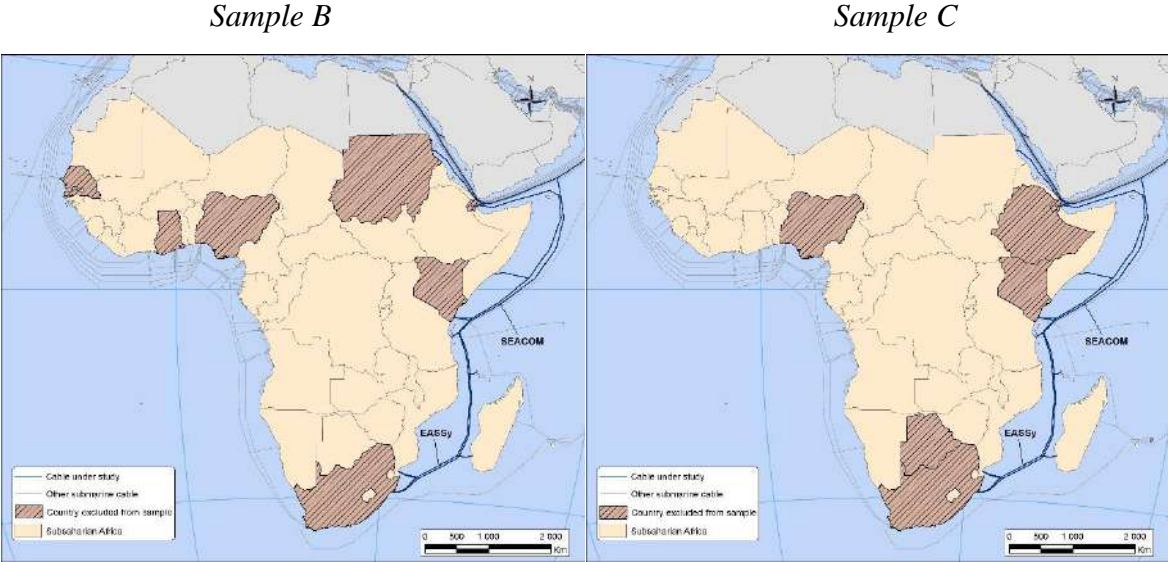 Sample B
Sample C
N
SEACOM
EASSy
Cable under study
Other submarine cable
Country excluded from sample
Subsaharian Africa
0 500 1 000 2 000
Km
N
SEACOM
EASSy
Cable under study
Other submarine cable
Country excluded from sample
Subsaharian Africa
0 500 1 000 2 000
Km